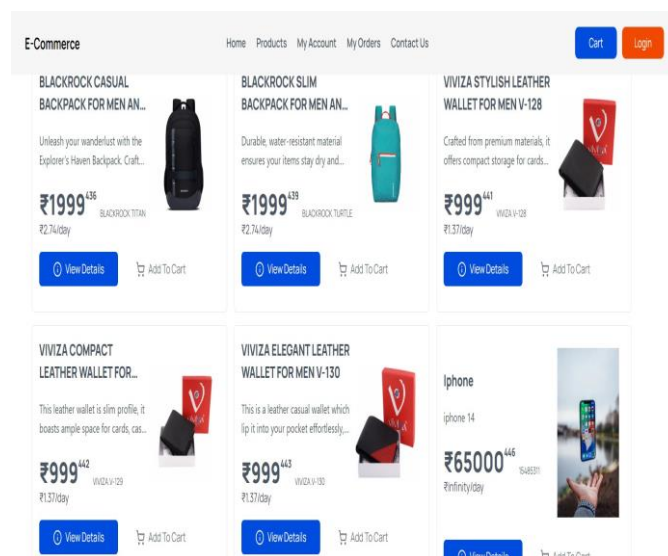 E-Commerce
Home Products My Account My Orders Contact Us
Cart
Login
BLACKROCK CASUAL
BACKPACK FOR MEN AN...
Unleash your wanderlust with the
Explorer's Haven Backpack. Craft...
₹1999 436
BLACKROCK TITAN
₹2.74/day
View Details
Add To Cart
BLACKROCK SLIM
BACKPACK FOR MEN AN...
Durable, water-resistant material
ensures your items stay dry and...
₹1999 439
BLACKROCK TURTLE
₹2.74/day
View Details
Add To Cart
VIVIZA STYLISH LEATHER
WALLET FOR MEN V-128
Crafted from premium materials, it
offers compact storage for cards...
₹999 441
VIVIZA V-128
₹1.37/day
View Details
Add To Cart
VIVIZA COMPACT
LEATHER WALLET FOR...
This leather wallet is slim profile, it
boasts ample space for cards, cas...
₹999 442
VIVIZA V-129
₹1.37/day
View Details
Add To Cart
VIVIZA ELEGANT LEATHER
WALLET FOR MEN V-130
This is a leather casual wallet which
lip it into your pocket effortlessly,...
₹999 443
VIVIZA V-130
₹1.37/day
View Details
Add To Cart
Iphone
iphone 14
₹65000 446
₹Infinity/day
View Details
Add To Cart